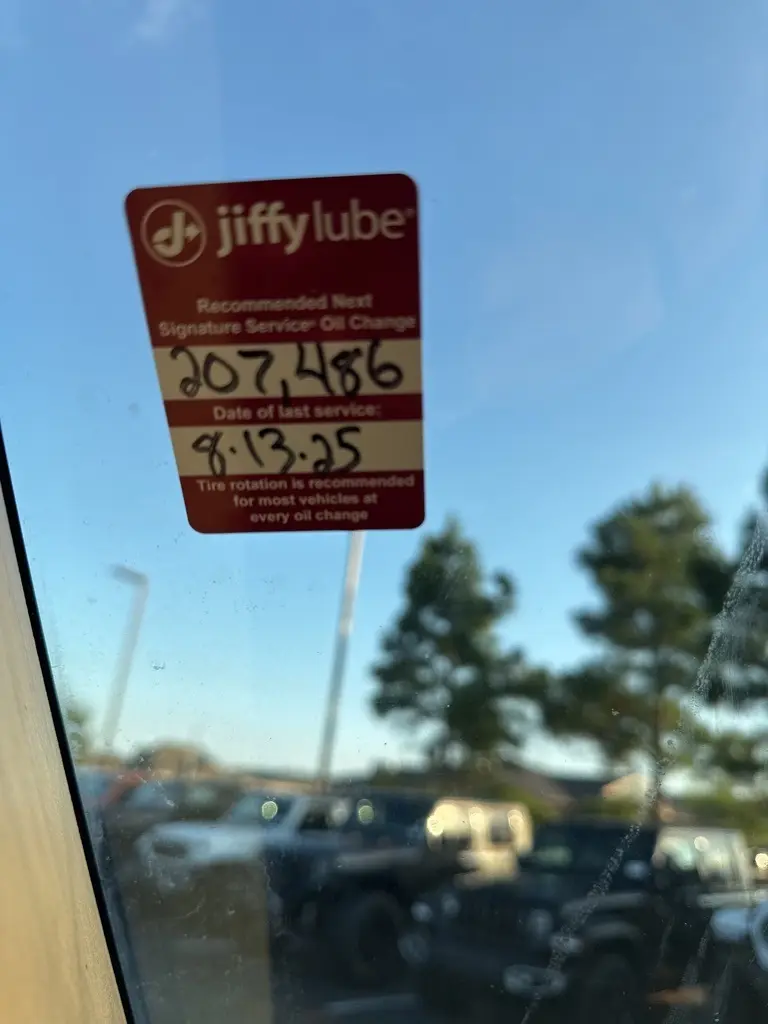 jiffy lube®
Recommended Next
Signature Service® Oil Change
207,486
Date of last service:
8.13.25
Tire rotation is recommended
for most vehicles at
every oil change